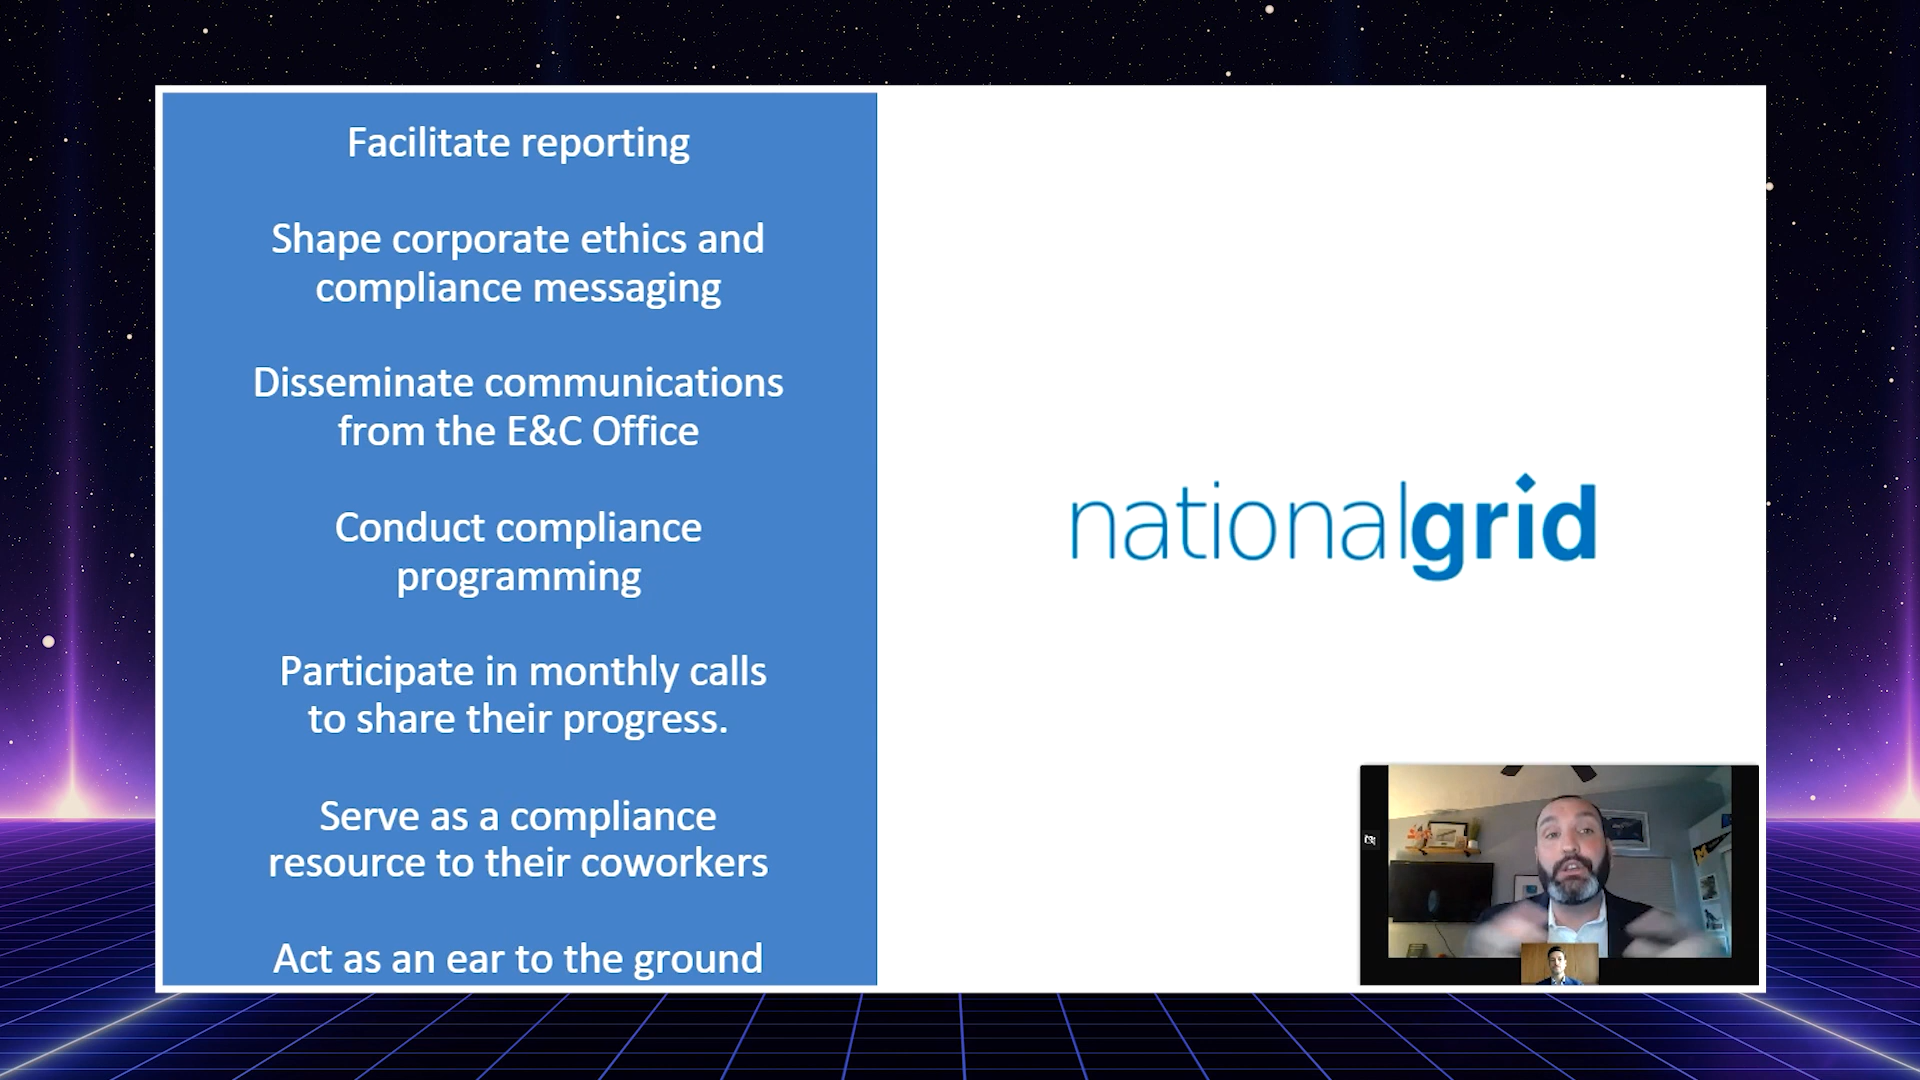 Facilitate reporting
Shape corporate ethics and
compliance messaging
Disseminate communications
from the E&C Office
Conduct compliance
programming
Participate in monthly calls
to share their progress.
Serve as a compliance
resource to their coworkers
Act as an ear to the ground
nationalgrid